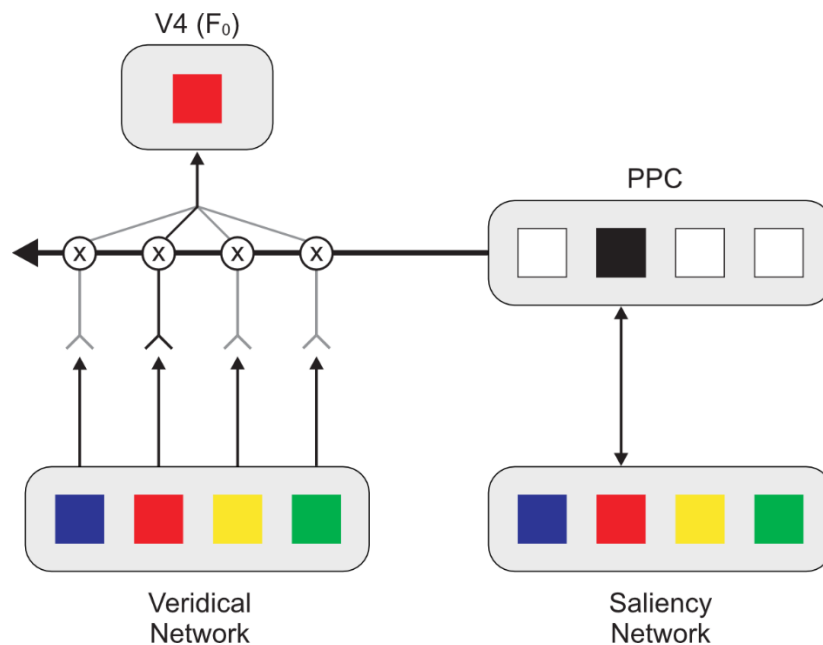 V4 (F₀)
PPC
X X X X
Veridical
Network
Saliency
Network